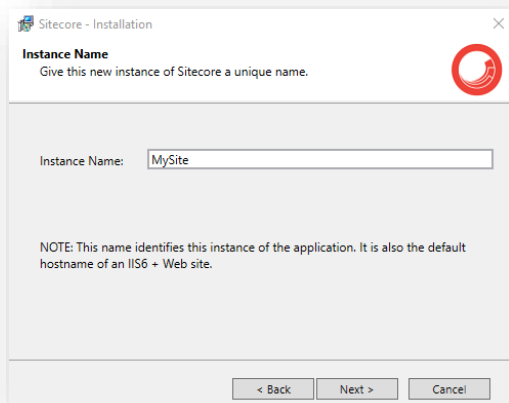 Sitecore - Installation
Instance Name
Give this new instance of Sitecore a unique name.
Instance Name: MySite
NOTE: This name identifies this instance of the application. It is also the default
hostname of an IIS6 + Web site.
< Back Next > Cancel